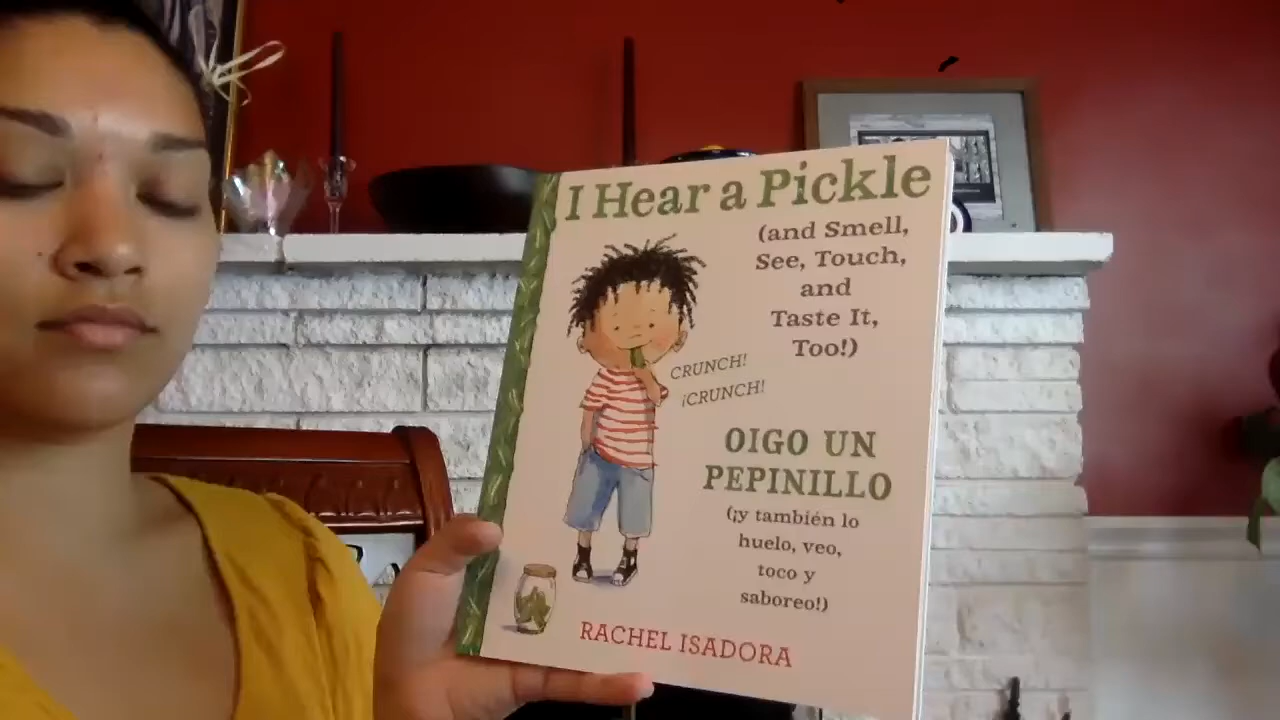 I Hear a Pickle
(and Smell,
See, Touch,
and
Taste It,
Too!)
CRUNCH!
¡CRUNCH!
OIGO UN
PEPINILLO
(¡y también lo
huelo, veo,
toco y
saboreo!)
RACHEL ISADORA